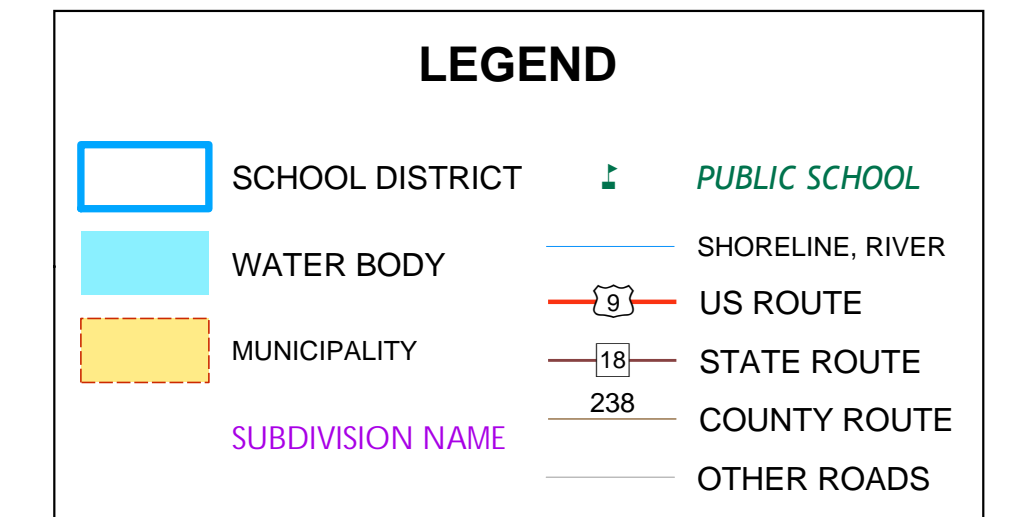 LEGEND
SCHOOL DISTRICT
WATER BODY
MUNICIPALITY
SUBDIVISION NAME
PUBLIC SCHOOL
SHORELINE, RIVER
9 US ROUTE
18 STATE ROUTE
238 COUNTY ROUTE
OTHER ROADS